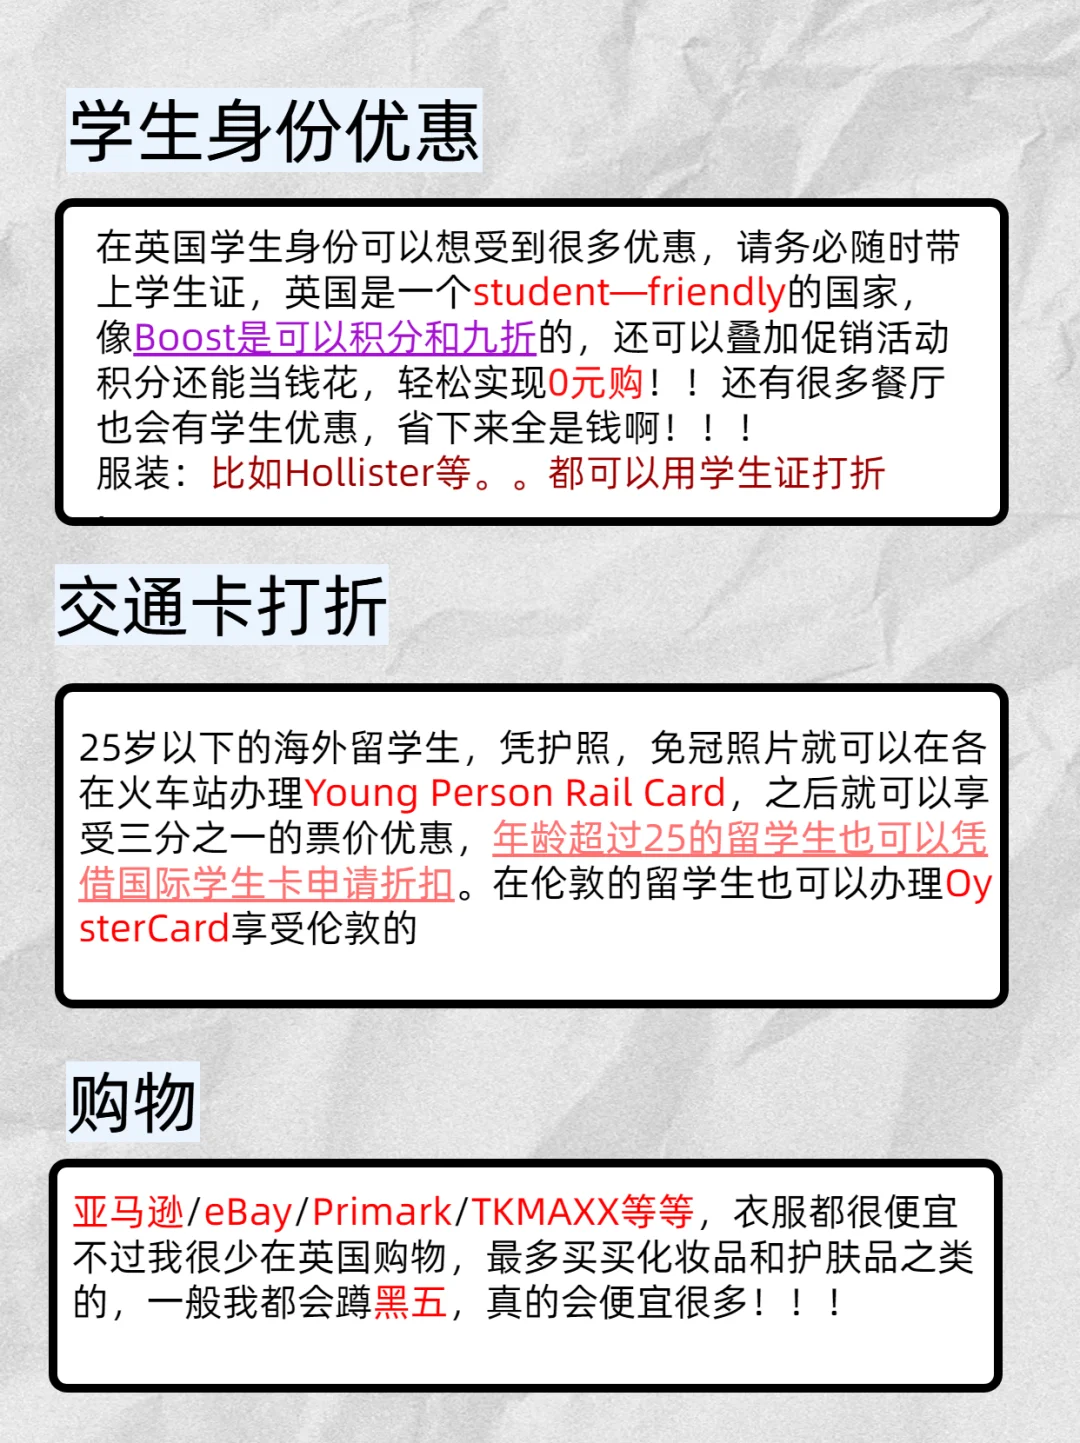 学生身份优惠
在英国学生身份可以想受到很多优惠，请务必随时带
上学生证，英国是一个student—friendly的国家，
像Boost是可以积分和九折的，还可以叠加促销活动
积分还能当钱花，轻松实现0元购！！还有很多餐厅
也会有学生优惠，省下来全是钱啊！！！
服装：比如Hollister等。。都可以用学生证打折
交通卡打折
25岁以下的海外留学生，凭护照，免冠照片就可以在各
在火车站办理Young Person Rail Card，之后就可以享
受三分之一的票价优惠，年龄超过25的留学生也可以凭
借国际学生卡申请折扣。在伦敦的留学生也可以办理Oy
sterCard享受伦敦的
购物
亚马逊/eBay/Primark/TKMAXX等等，衣服都很便宜
不过我很少在英国购物，最多买买化妆品和护肤品之类
的，一般我都会蹲黑五，真的会便宜很多！！！